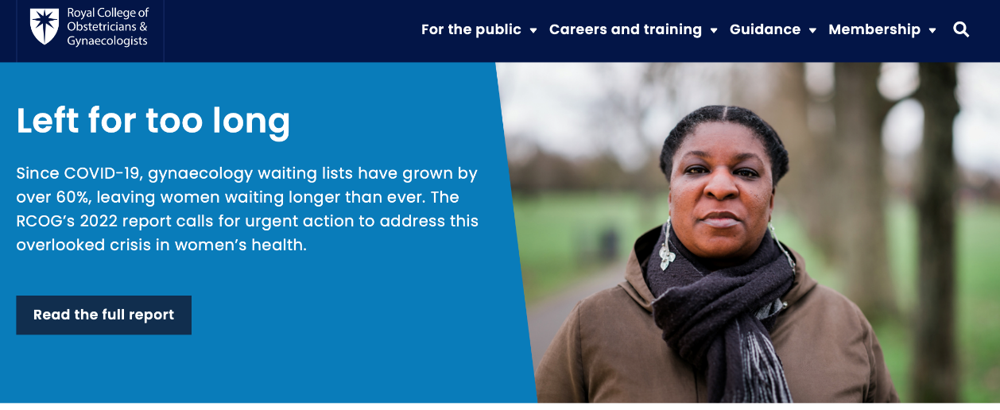 Royal College of
Obstetricians &
Gynaecologists
For the public
Careers and training
Guidance
Membership
Left for too long
Since COVID-19, gynaecology waiting lists have grown by
over 60%, leaving women waiting longer than ever. The
RCOG’s 2022 report calls for urgent action to address this
overlooked crisis in women’s health.
Read the full report